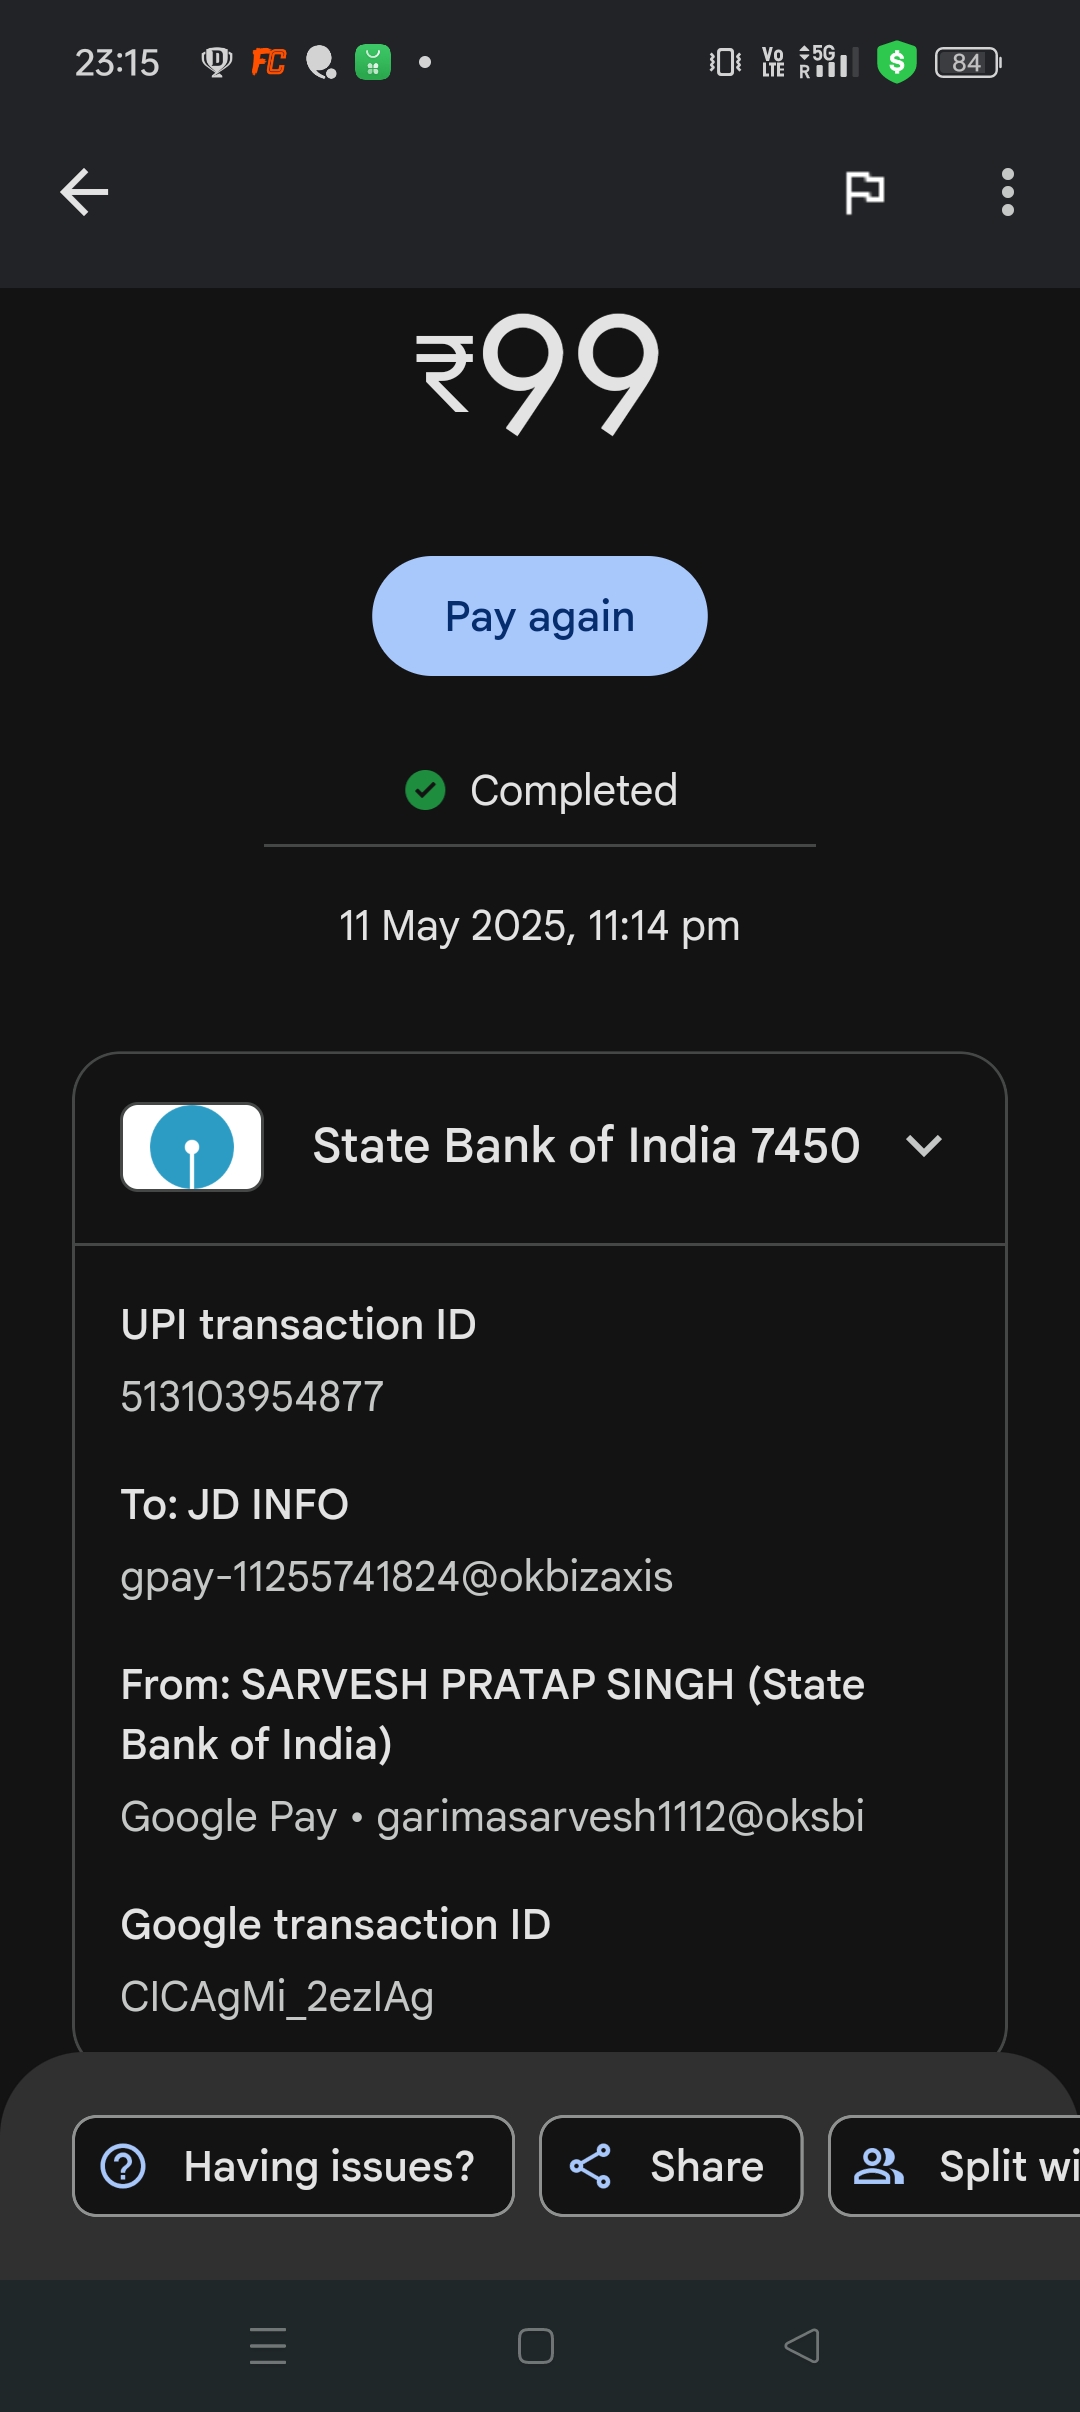 23:15 FC Vo LTE 5G R 84
₹99
Pay again
Completed
11 May 2025, 11:14 pm
State Bank of India 7450
UPI transaction ID
513103954877
To: JD INFO
gpay-11255741824@okbizaxis
From: SARVESH PRATAP SINGH (State
Bank of India)
Google Pay • garimasarvesh1112@oksbi
Google transaction ID
CICAgMi_2ezIAg
Having issues? Share Split wi